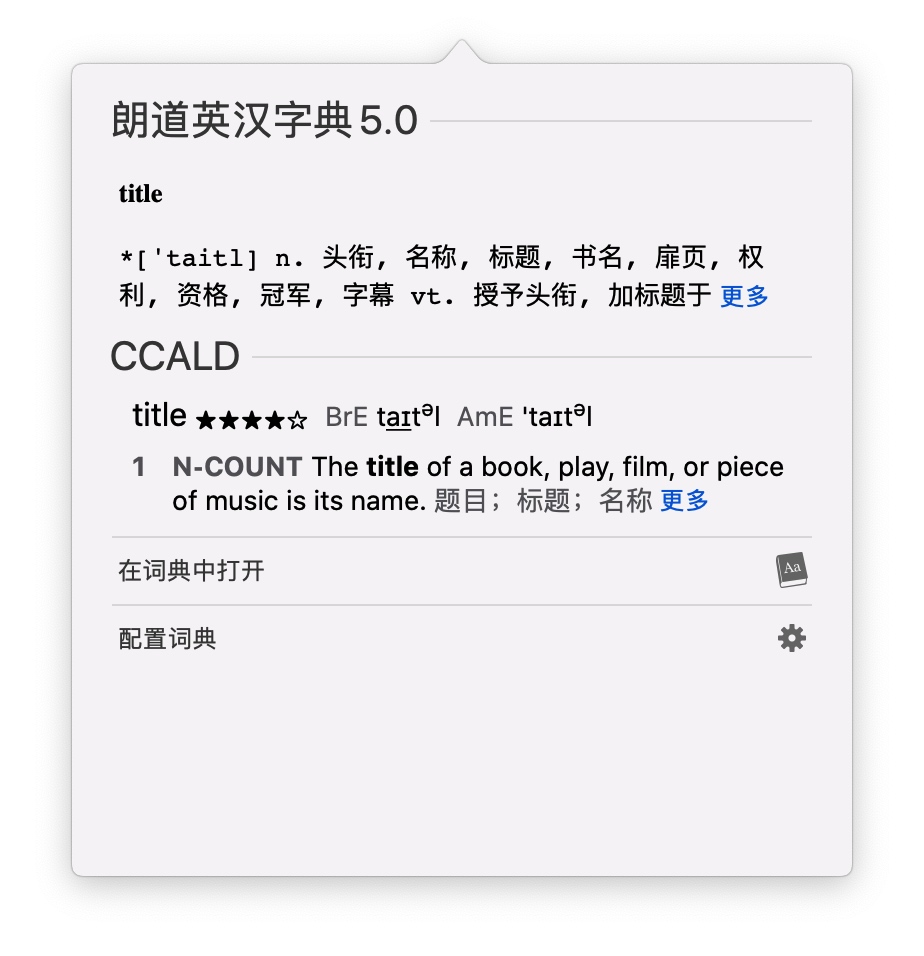 朗道英汉字典5.0
title
*['taitl] n. 头衔, 名称, 标题, 书名, 扉页, 权
利, 资格, 冠军, 字幕 vt. 授予头衔, 加标题于 更多
CCALD
title ★★★★☆ BrE taɪtᵊl AmE 'taɪtᵊl
1 N-COUNT The title of a book, play, film, or piece
of music is its name. 题目；标题；名称 更多
在词典中打开
Aa
配置词典